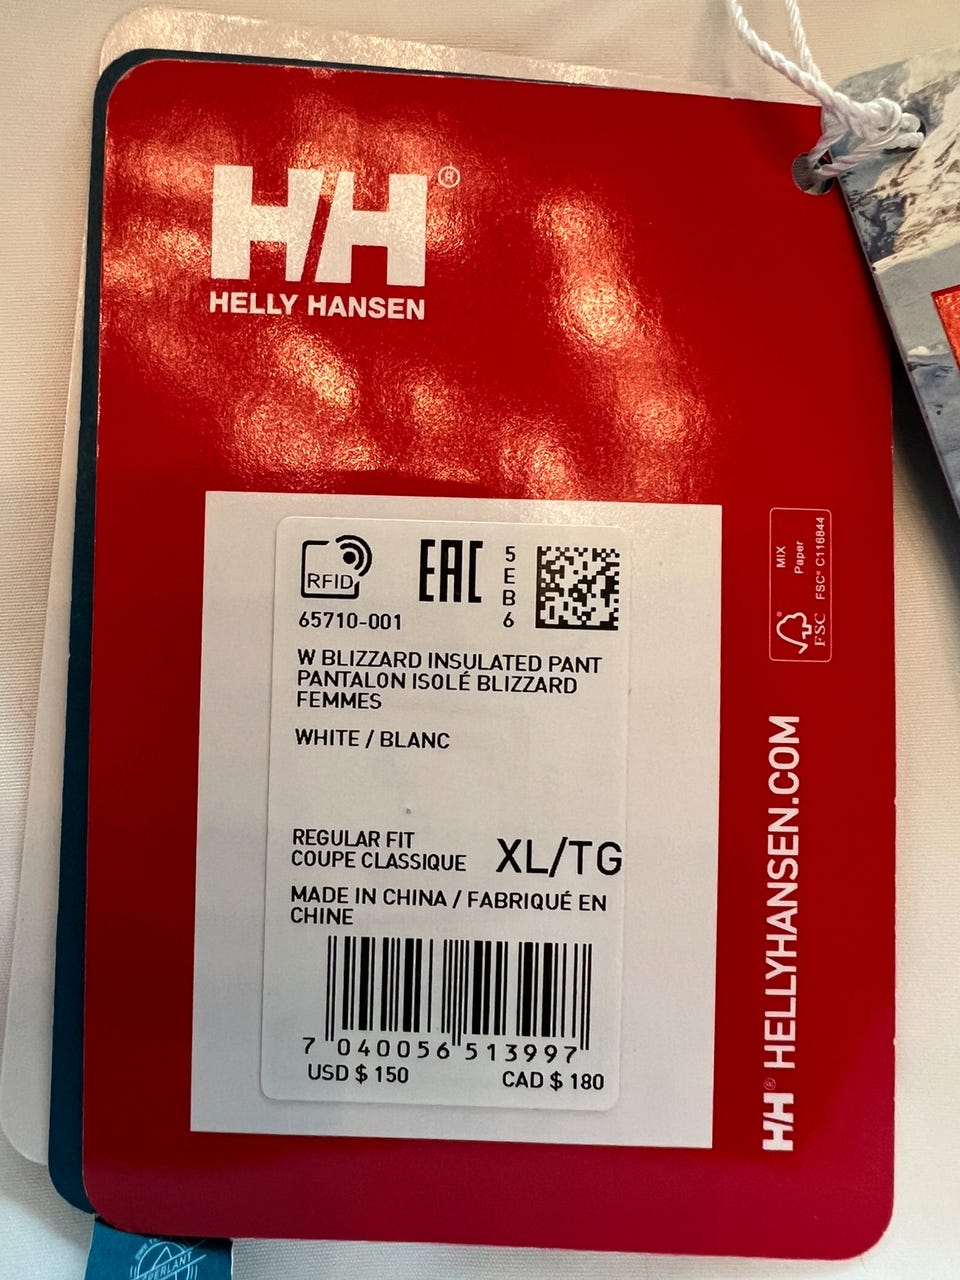 HH®
HELLY HANSEN
RFID
EAC
5
E
B
6
65710-001
W BLIZZARD INSULATED PANT
PANTALON ISOLÉ BLIZZARD
FEMMES
WHITE / BLANC
REGULAR FIT
COUPE CLASSIQUE
XL/TG
MADE IN CHINA / FABRIQUÉ EN
CHINE
7 040056 513997
USD $ 150
CAD $ 180
MIX
Paper
FSC® C116844
FSC
HH® HELLYHANSEN.COM